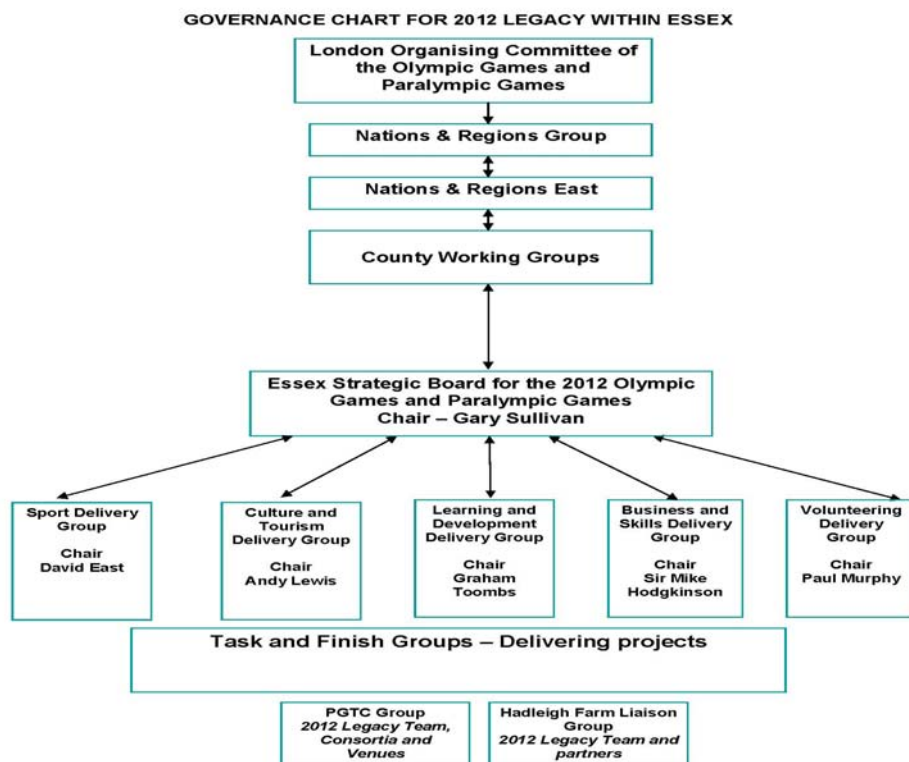 GOVERNANCE CHART FOR 2012 LEGACY WITHIN ESSEX
London Organising Committee of
the Olympic Games and
Paralympic Games
Nations & Regions Group
Nations & Regions East
County Working Groups
Essex Strategic Board for the 2012 Olympic
Games and Paralympic Games
Chair – Gary Sullivan
Sport Delivery
Group
Chair
David East
Culture and
Tourism
Delivery Group
Chair
Andy Lewis
Learning and
Development
Delivery Group
Chair
Graham
Toombs
Business and
Skills Delivery
Group
Chair
Sir Mike
Hodgkinson
Volunteering
Delivery
Group
Chair
Paul Murphy
Task and Finish Groups – Delivering projects
PGTC Group
2012 Legacy Team,
Consortia and
Venues
Hadleigh Farm Liaison
Group
2012 Legacy Team and
partners